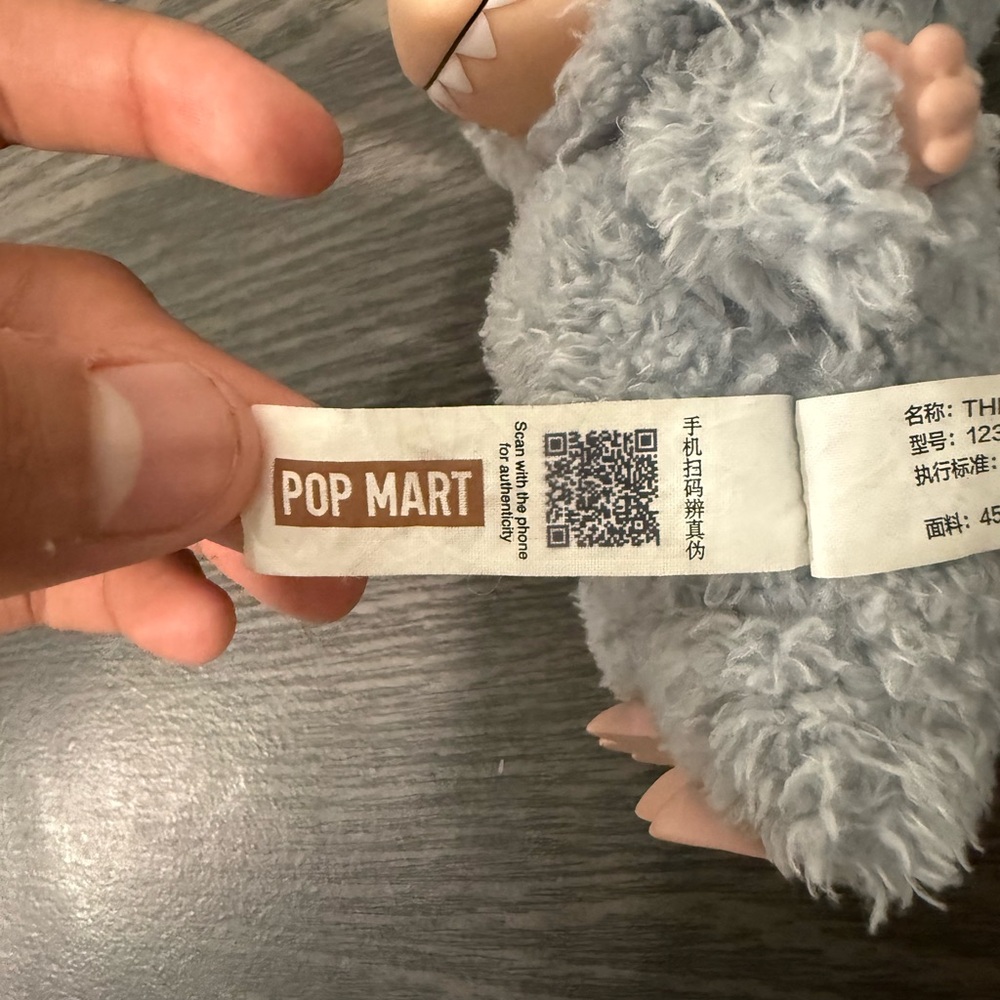 POP MART
Scan with the phone
for authenticity
手机扫码辨真伪
名称：TH
型号：123
执行标准：
面料：45